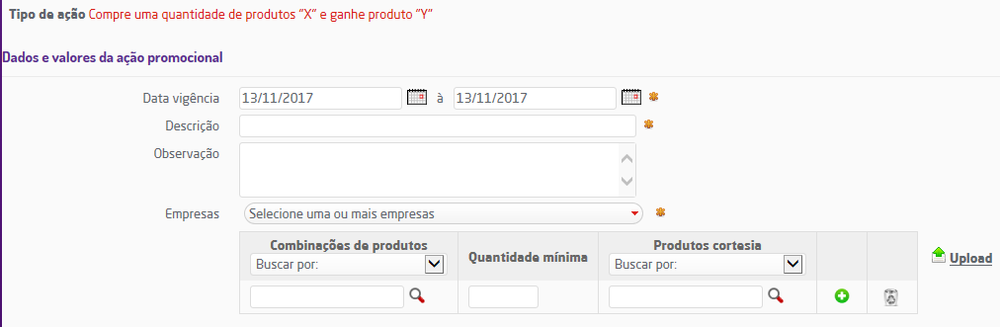 Tipo de ação Compre uma quantidade de produtos "X" e ganhe produto "Y"
Dados e valores da ação promocional
Data vigência 13/11/2017 à 13/11/2017
Descrição
Observação
Empresas Selecione uma ou mais empresas
Combinações de produtos Quantidade mínima Produtos cortesia
Buscar por: Buscar por:
Upload